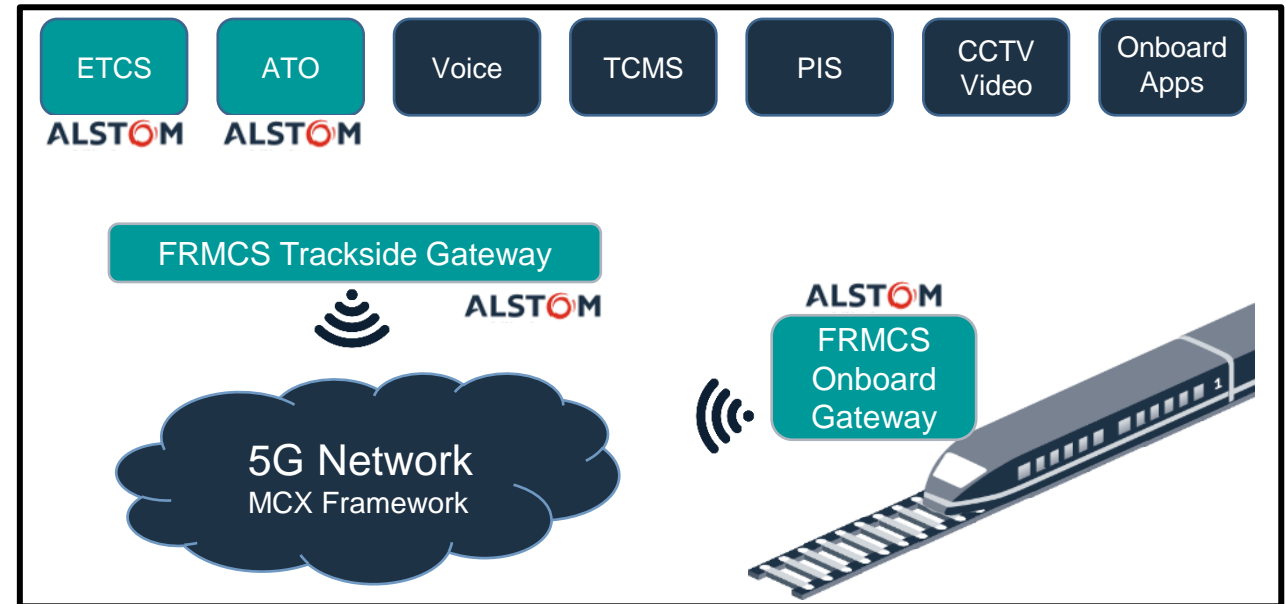 ETCS
ATO
Voice
TCMS
PIS
CCTV
Video
Onboard
Apps
ALSTOM
ALSTOM
FRMCS Trackside Gateway
ALSTOM
ALSTOM
FRMCS
Onboard
Gateway
1
5G Network
MCX Framework